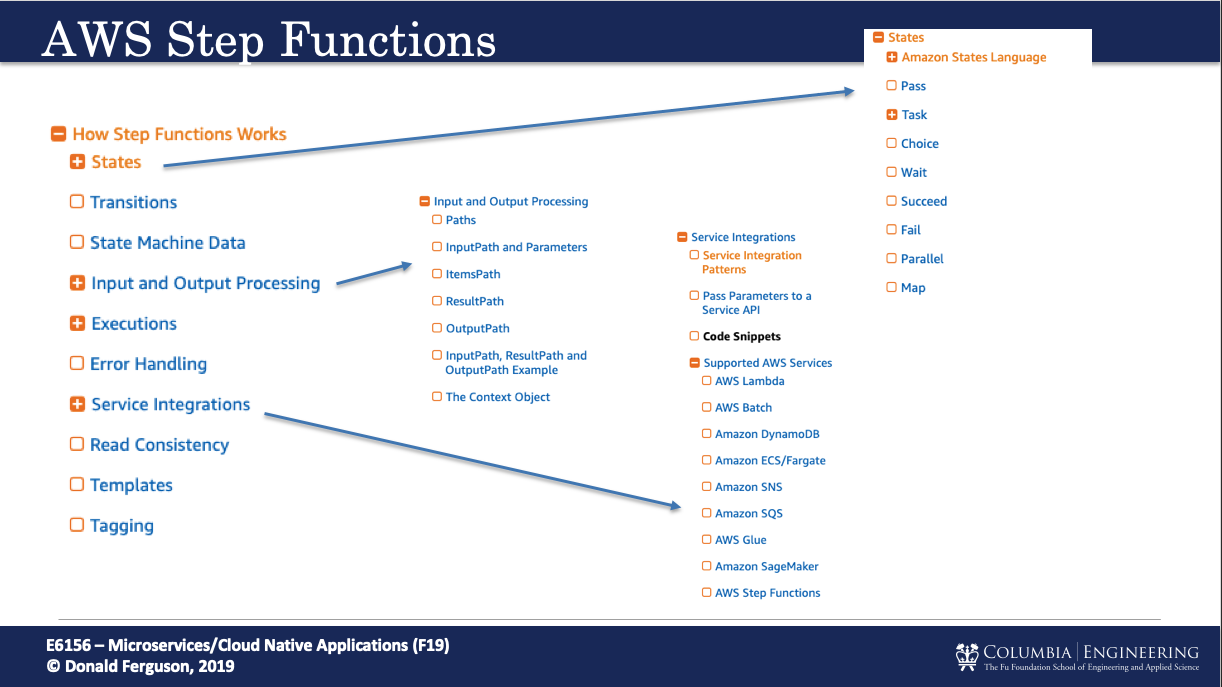 AWS Step Functions
How Step Functions Works
States
Transitions
State Machine Data
Input and Output Processing
Executions
Error Handling
Service Integrations
Read Consistency
Templates
Tagging
Input and Output Processing
Paths
InputPath and Parameters
ItemsPath
ResultPath
OutputPath
InputPath, ResultPath and
OutputPath Example
The Context Object
Service Integrations
Service Integration
Patterns
Pass Parameters to a
Service API
Code Snippets
Supported AWS Services
AWS Lambda
AWS Batch
Amazon DynamoDB
Amazon ECS/Fargate
Amazon SNS
Amazon SQS
AWS Glue
Amazon SageMaker
AWS Step Functions
States
Amazon States Language
Pass
Task
Choice
Wait
Succeed
Fail
Parallel
Map
E6156 – Microservices/Cloud Native Applications (F19)
© Donald Ferguson, 2019
COLUMBIA | ENGINEERING
The Fu Foundation School of Engineering and Applied Science